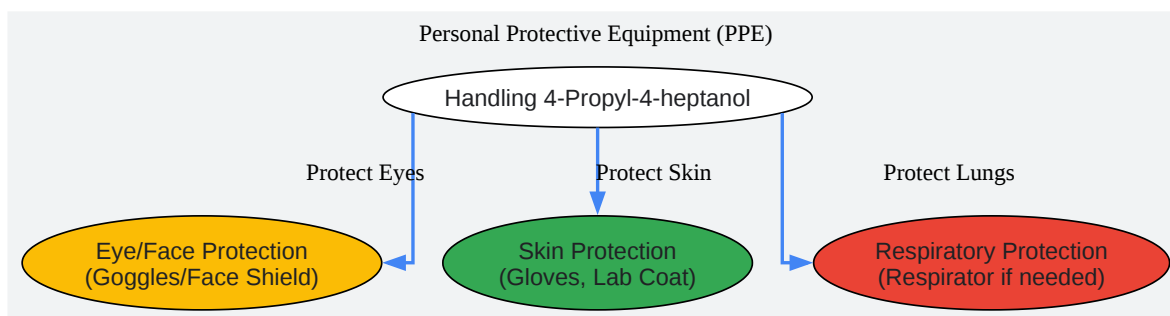 Personal Protective Equipment (PPE)
Handling 4-Propyl-4-heptanol
Protect Eyes
Protect Skin
Protect Lungs
Eye/Face Protection
(Goggles/Face Shield)
Skin Protection
(Gloves, Lab Coat)
Respiratory Protection
(Respirator if needed)